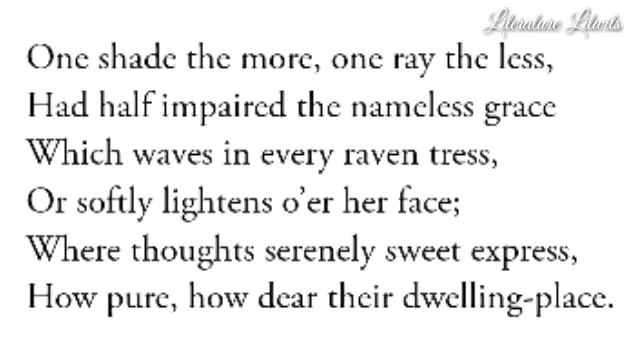 Literature Litwits
One shade the more, one ray the less,
Had half impaired the nameless grace
Which waves in every raven tress,
Or softly lightens o’er her face;
Where thoughts serenely sweet express,
How pure, how dear their dwelling-place.